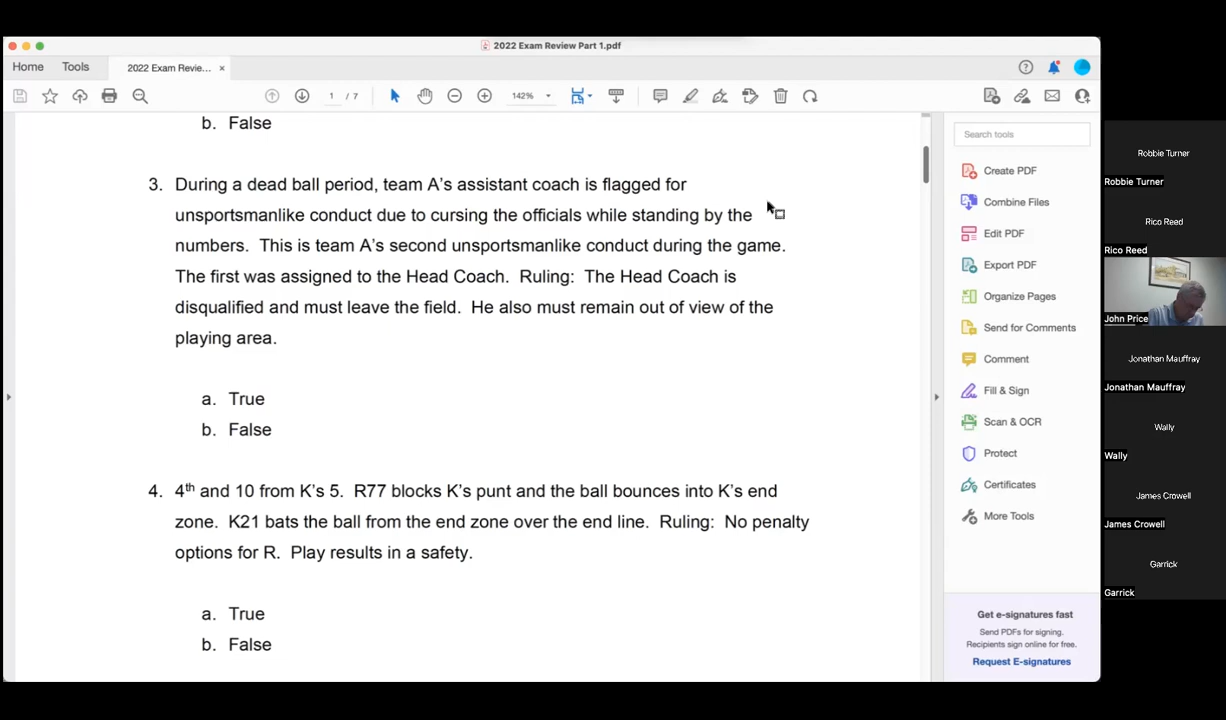 2022 Exam Review Part 1.pdf
Home Tools 2022 Exam Revie... ×
1 / 7 142%
b. False
3. During a dead ball period, team A's assistant coach is flagged for
unsportsmanlike conduct due to cursing the officials while standing by the
numbers. This is team A's second unsportsmanlike conduct during the game.
The first was assigned to the Head Coach. Ruling: The Head Coach is
disqualified and must leave the field. He also must remain out of view of the
playing area.
a. True
b. False
4. 4th and 10 from K's 5. R77 blocks K's punt and the ball bounces into K's end
zone. K21 bats the ball from the end zone over the end line. Ruling: No penalty
options for R. Play results in a safety.
a. True
b. False
Search tools
Create PDF
Combine Files
Edit PDF
Export PDF
Organize Pages
Send for Comments
Comment
Fill & Sign
Scan & OCR
Protect
Certificates
More Tools
Get e-signatures fast
Send PDFs for signing.
Recipients sign online for free.
Request E-signatures
Robbie Turner
Robbie Turner
Rico Reed
Rico Reed
John Price
Jonathan Mauffray
Jonathan Mauffray
Wally
Wally
James Crowell
James Crowell
Garrick
Garrick